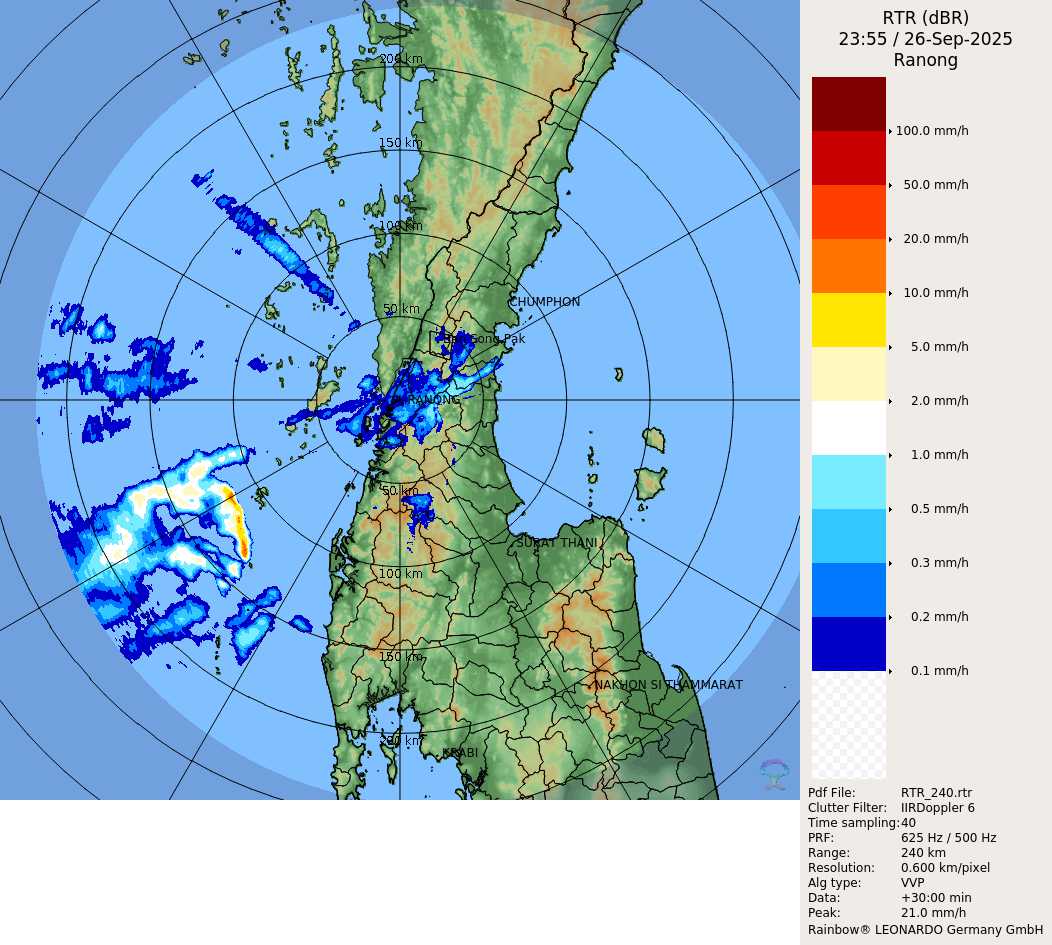 RTR (dBR)
23:55 / 26-Sep-2025
Ranong
200 km
150 km
100 km
50 km
CHUMPHON
RANONG
50 km
SURAT THANI
100 km
150 km
NAKHON SI THAMMARAT
200 km
KRABI
100.0 mm/h
50.0 mm/h
20.0 mm/h
10.0 mm/h
5.0 mm/h
2.0 mm/h
1.0 mm/h
0.5 mm/h
0.3 mm/h
0.2 mm/h
0.1 mm/h
Pdf File: RTR_240.rtr
Clutter Filter: IIRDoppler 6
Time sampling:40
PRF: 625 Hz / 500 Hz
Range: 240 km
Resolution: 0.600 km/pixel
Alg type: VVP
Data: +30:00 min
Peak: 21.0 mm/h
Rainbow® LEONARDO Germany GmbH